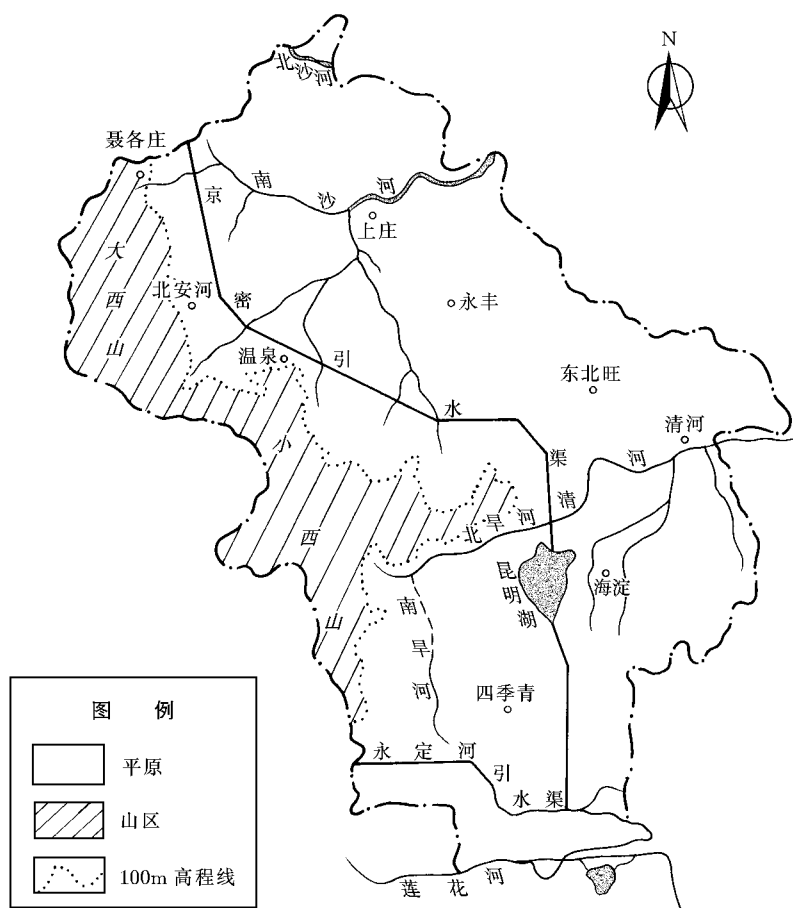 N
北沙河
聂各庄
京密引水渠
南沙河
上庄
大西山
北安河
永丰
温泉
东北旺
小西山
清河
清河
北旱河
昆明湖
海淀
南旱河
四季青
永定河引水渠
莲花河
图 例
平原
山区
100m 高程线